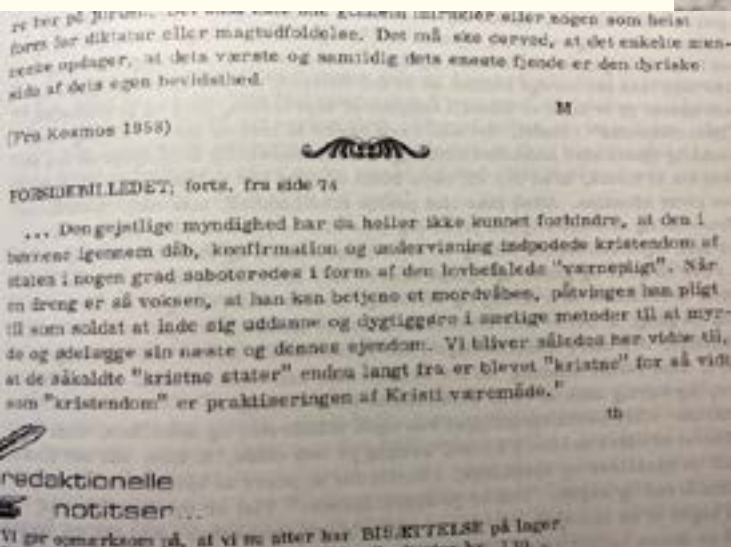 re her på jorden. Det skal ikke ske gennem mirakler eller nogen som helst
form for diktatur eller magtudfoldelse. Det må ske derved, at det enkelte men-
neske opdager, at dets værste og samtidig dets eneste fjende er den dyriske
side af dets egen bevidsthed.
M
(Fra Kosmos 1958)
FORSIDEBILLEDET; forts. fra side 74
... Den gejstlige myndighed har da heller ikke kunnet forhindre, at den i
børnene igennem dåb, konfirmation og undervisning indpodede kristendom af
staten i nogen grad saboteredes i form af den lovbefalede "værnepligt". Når
en dreng er så voksen, at han kan betjene et mordvåben, påtvinges han pligt
til som soldat at lade sig uddanne og dygtiggøre i særlige metoder til at myr-
de og ødelægge sin næste og dennes ejendom. Vi bliver således her vidne til,
at de såkaldte "kristne stater" endnu langt fra er blevet "kristne" for så vidt
som "kristendom" er praktiseringen af Kristi væremåde."
th
redaktionelle
notitser...
Vi gør opmærksom på, at vi nu atter har BISÆTTELSE på lager.